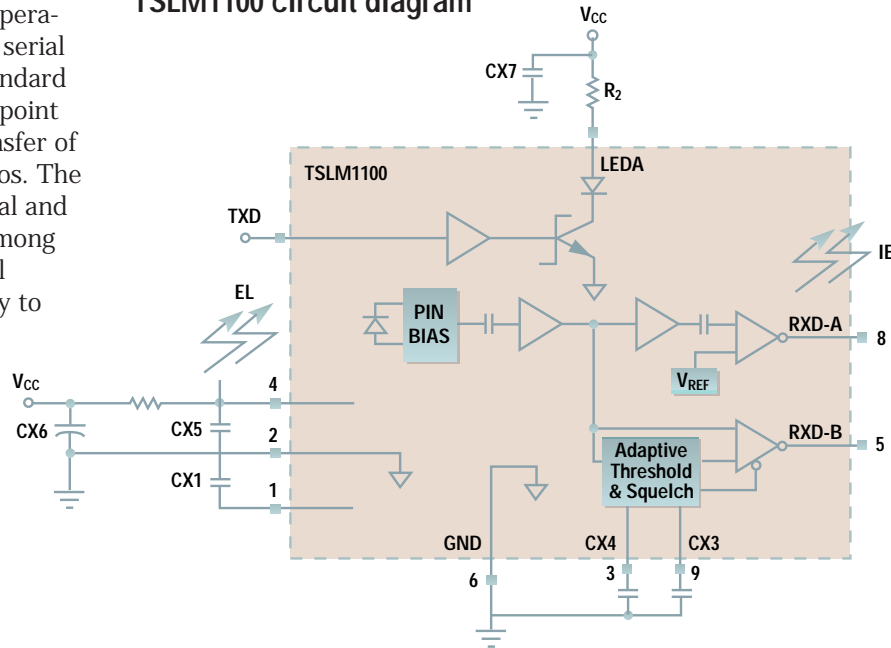 TSLM1100 circuit diagram
pera-
serial
ndard
point
nsfer of
os. The
al and
mong
l
y to
VCC
CX7
R2
TSLM1100
LEDA
TXD
EL
IE
PIN
BIAS
RXD-A
8
VREF
VCC
4
CX6
CX5
2
CX1
1
RXD-B
5
Adaptive
Threshold
& Squelch
GND
CX4
CX3
6
3
9